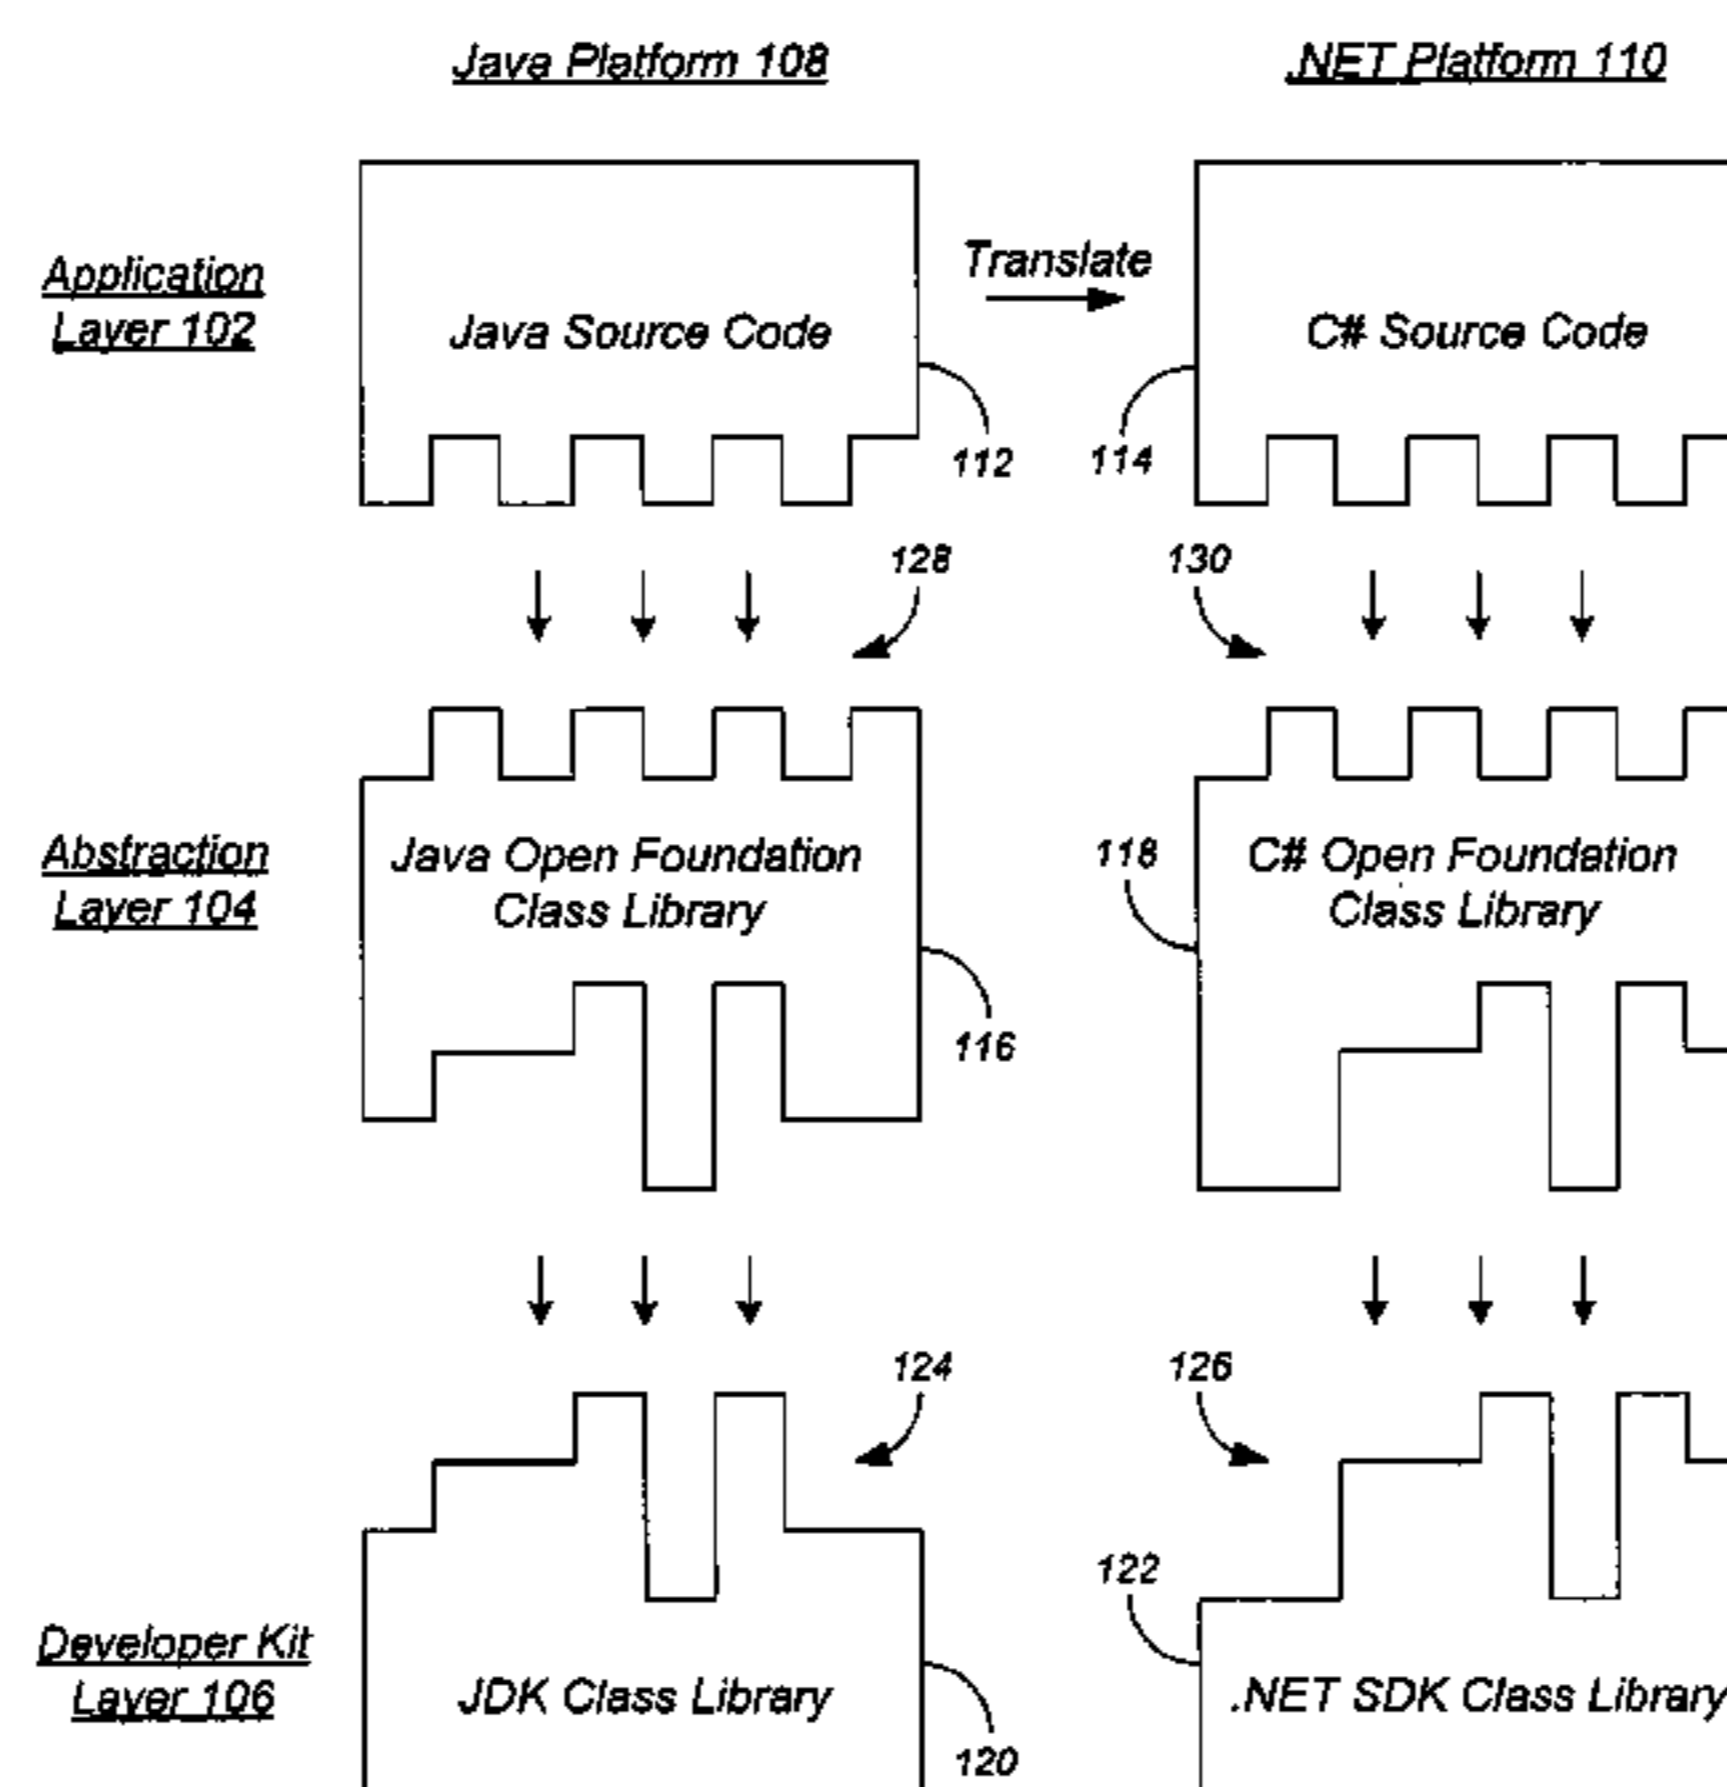 Java Platform 108
.NET Platform 110
Application
Layer 102
Java Source Code
Translate
C# Source Code
112
114
128
130
Abstraction
Layer 104
Java Open Foundation
Class Library
118
C# Open Foundation
Class Library
116
124
126
122
Developer Kit
Layer 106
JDK Class Library
.NET SDK Class Library
120